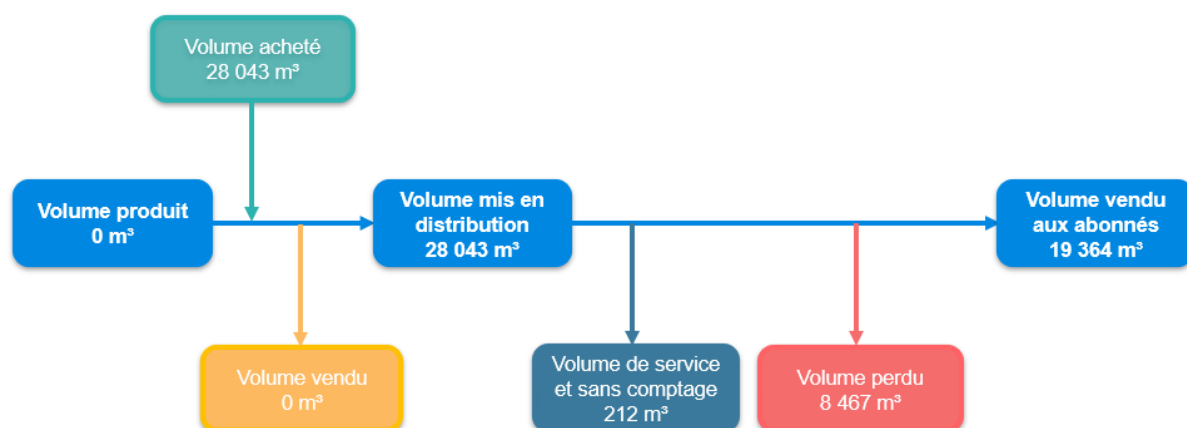 Volume acheté
28 043 m³
Volume produit
0 m³
Volume mis en
distribution
28 043 m³
Volume vendu
aux abonnés
19 364 m³
Volume vendu
0 m³
Volume de service
et sans comptage
212 m³
Volume perdu
8 467 m³